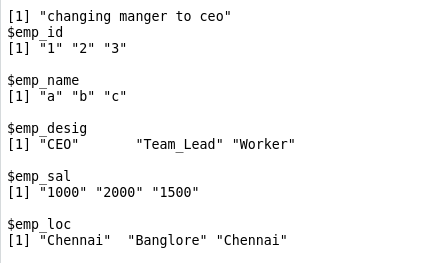 [1] "changing manger to ceo"
$emp_id
[1] "1" "2" "3"

$emp_name
[1] "a" "b" "c"

$emp_desig
[1] "CEO"       "Team_Lead" "Worker"

$emp_sal
[1] "1000" "2000" "1500"

$emp_loc
[1] "Chennai"  "Banglore" "Chennai"